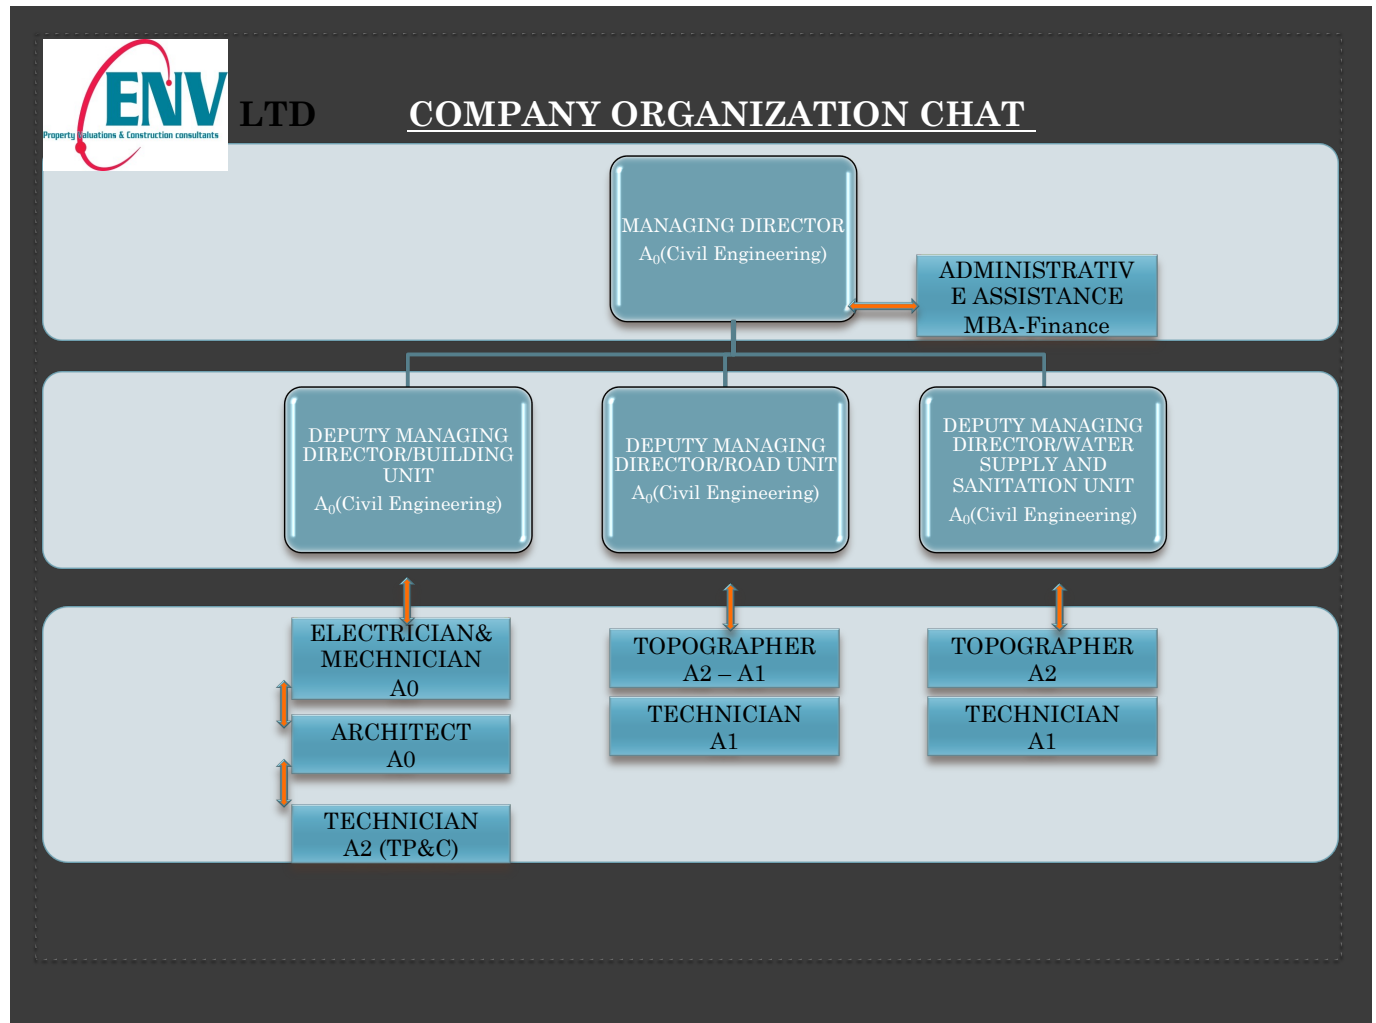 ENV
Property Valuations & Construction consultants
LTD COMPANY ORGANIZATION CHAT
MANAGING DIRECTOR
A₀(Civil Engineering)
ADMINISTRATIV
E ASSISTANCE
MBA-Finance
DEPUTY MANAGING
DIRECTOR/BUILDING
UNIT
A₀(Civil Engineering)
DEPUTY MANAGING
DIRECTOR/ROAD UNIT
A₀(Civil Engineering)
DEPUTY MANAGING
DIRECTOR/WATER
SUPPLY AND
SANITATION UNIT
A₀(Civil Engineering)
ELECTRICIAN&
MECHNICIAN
A0
ARCHITECT
A0
TECHNICIAN
A2 (TP&C)
TOPOGRAPHER
A2 – A1
TECHNICIAN
A1
TOPOGRAPHER
A2
TECHNICIAN
A1